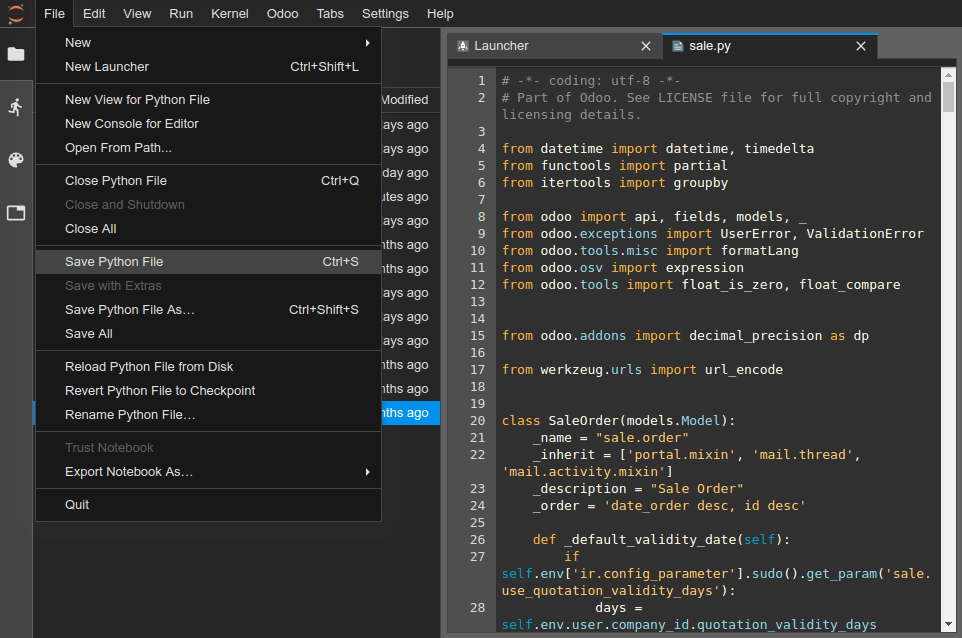 File Edit View Run Kernel Odoo Tabs Settings Help
New
New Launcher Ctrl+Shift+L
New View for Python File
New Console for Editor
Open From Path...
Close Python File Ctrl+Q
Close and Shutdown
Close All
Save Python File Ctrl+S
Save with Extras
Save Python File As… Ctrl+Shift+S
Save All
Reload Python File from Disk
Revert Python File to Checkpoint
Rename Python File…
Trust Notebook
Export Notebook As…
Quit
Modified
ays ago
ays ago
day ago
utes ago
ays ago
nths ago
nths ago
ays ago
ays ago
ays ago
nths ago
nths ago
nths ago
Launcher
sale.py
1 # -*- coding: utf-8 -*-
2 # Part of Odoo. See LICENSE file for full copyright and
licensing details.
3
4 from datetime import datetime, timedelta
5 from functools import partial
6 from itertools import groupby
7
8 from odoo import api, fields, models, _
9 from odoo.exceptions import UserError, ValidationError
10 from odoo.tools.misc import formatLang
11 from odoo.osv import expression
12 from odoo.tools import float_is_zero, float_compare
13
14
15 from odoo.addons import decimal_precision as dp
16
17 from werkzeug.urls import url_encode
18
19
20 class SaleOrder(models.Model):
21 _name = "sale.order"
22 _inherit = ['portal.mixin', 'mail.thread',
'mail.activity.mixin']
23 _description = "Sale Order"
24 _order = 'date_order desc, id desc'
25
26 def _default_validity_date(self):
27 if
self.env['ir.config_parameter'].sudo().get_param('sale.
use_quotation_validity_days'):
28 days =
self.env.user.company_id.quotation_validity_days